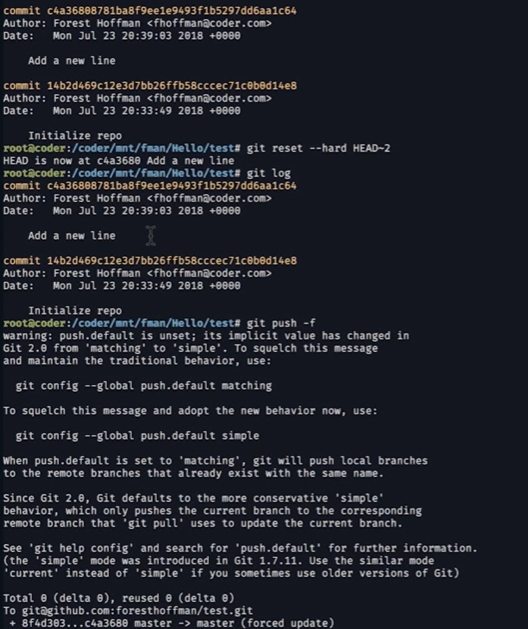 commit c4a36808781ba8f9ee1e9493f1b5297dd6aa1c64
Author: Forest Hoffman <fhoffman@coder.com>
Date:   Mon Jul 23 20:39:03 2018 +0000
    Add a new line
commit 14b2d469c12e3d7bb26ffb58cccec71c0b0d14e8
Author: Forest Hoffman <fhoffman@coder.com>
Date:   Mon Jul 23 20:33:49 2018 +0000
    Initialize repo
root@coder:/coder/mnt/fman/Hello/test# git reset --hard HEAD~2
HEAD is now at c4a3680 Add a new line
root@coder:/coder/mnt/fman/Hello/test# git log
commit c4a36808781ba8f9ee1e9493f1b5297dd6aa1c64
Author: Forest Hoffman <fhoffman@coder.com>
Date:   Mon Jul 23 20:39:03 2018 +0000
    Add a new line
commit 14b2d469c12e3d7bb26ffb58cccec71c0b0d14e8
Author: Forest Hoffman <fhoffman@coder.com>
Date:   Mon Jul 23 20:33:49 2018 +0000
    Initialize repo
root@coder:/coder/mnt/fman/Hello/test# git push -f
warning: push.default is unset; its implicit value has changed in
Git 2.0 from 'matching' to 'simple'. To squelch this message
and maintain the traditional behavior, use:
  git config --global push.default matching
To squelch this message and adopt the new behavior now, use:
  git config --global push.default simple
When push.default is set to 'matching', git will push local branches
to the remote branches that already exist with the same name.
Since Git 2.0, Git defaults to the more conservative 'simple'
behavior, which only pushes the current branch to the corresponding
remote branch that 'git pull' uses to update the current branch.
See 'git help config' and search for 'push.default' for further information.
(the 'simple' mode was introduced in Git 1.7.11. Use the similar mode
'current' instead of 'simple' if you sometimes use older versions of Git)
Total 0 (delta 0), reused 0 (delta 0)
To git@github.com:foresthoffman/test.git
 + 8f4d303...c4a3680 master -> master (forced update)